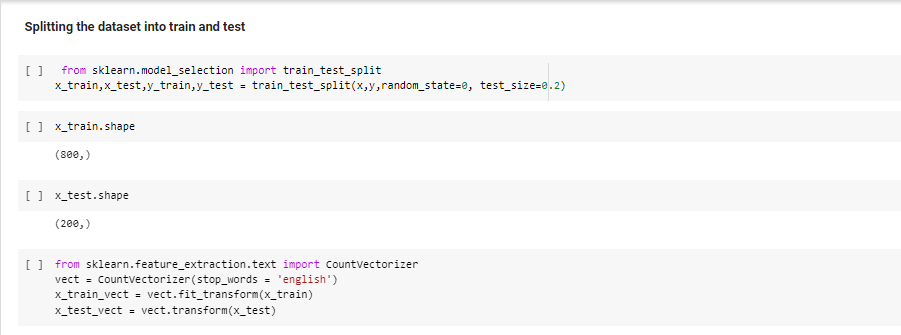 Splitting the dataset into train and test
[ ] from sklearn.model_selection import train_test_split
x_train,x_test,y_train,y_test = train_test_split(x,y,random_state=0, test_size=0.2)
[ ] x_train.shape
(800,)
[ ] x_test.shape
(200,)
[ ] from sklearn.feature_extraction.text import CountVectorizer
vect = CountVectorizer(stop_words = 'english')
x_train_vect = vect.fit_transform(x_train)
x_test_vect = vect.transform(x_test)